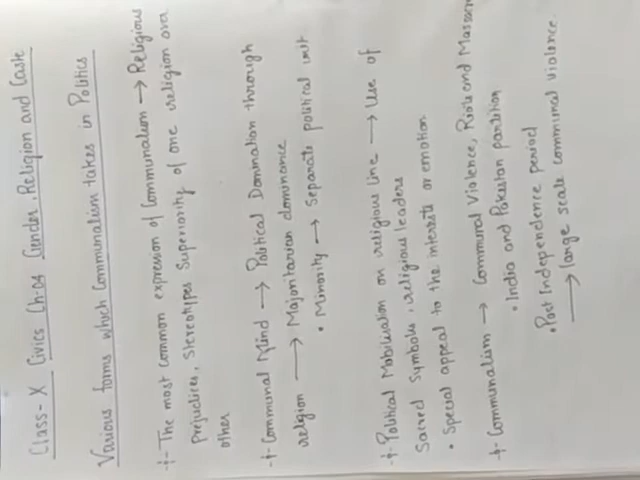 Class-X Civics Ch-04 Gender, Religion and Caste
Various forms which Communalism takes in Politics
-|- The most common expression of Communalism → Religious
Prejudices, Stereotypes Superiority of one religion over
other
-|- Communal Mind → Political Domination through
religion → Majoritarian dominance
• Minority → Separate political unit
-|- Political Mobilisation on religious line → Use of
Sacred Symbols, religious leaders
• Special appeal to the interests or emotion
-|- Communalism → Communal Violence, Riots and Massacre
• India and Pakistan partition
• Post Independence period
→ large scale communal violence.